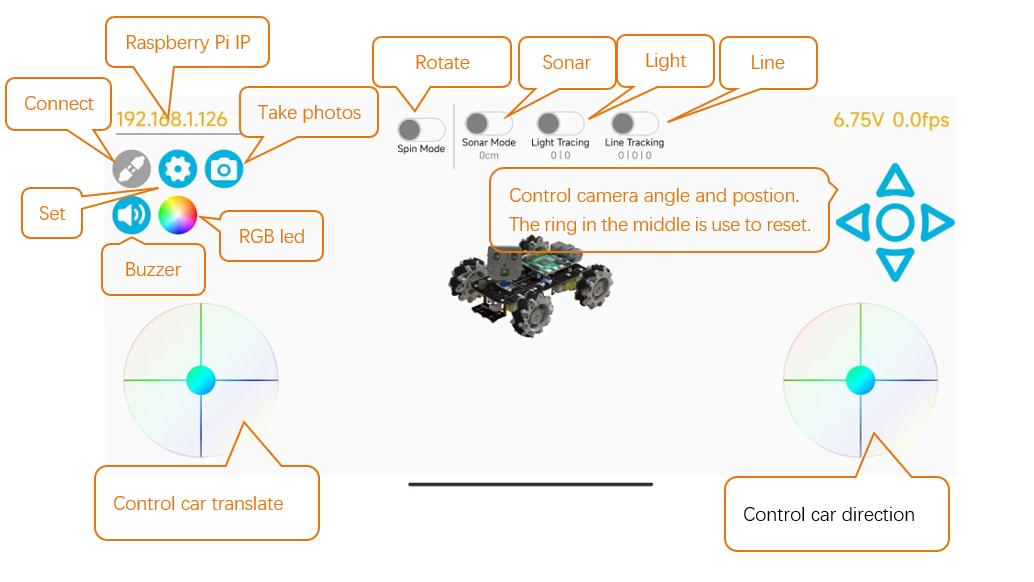 Raspberry Pi IP
Rotate
Sonar
Light
Line
Connect
192.168.1.126
Take photos
6.75V 0.0fps
Spin Mode
Sonar Mode
0cm
Light Tracing
0 | 0
Line Tracking
0 | 0 | 0
Control camera angle and postion.
The ring in the middle is use to reset.
Set
RGB led
Buzzer
Control car translate
Control car direction